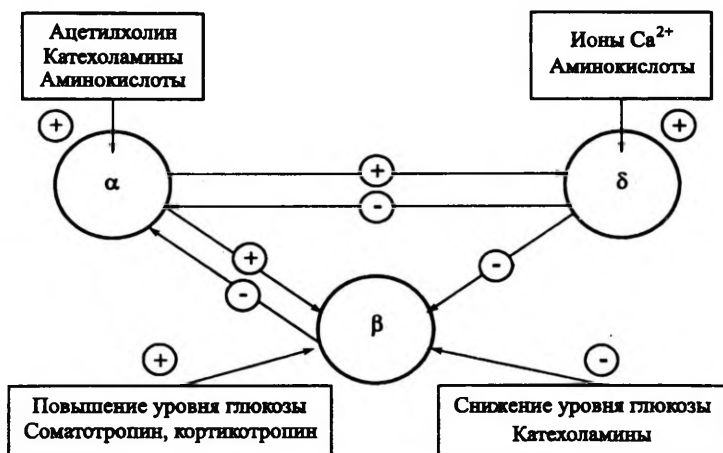 Ацетилхолин
Катехоламины
Аминокислоты
Ионы Ca²⁺
Аминокислоты
+
+
α
+
δ
-
+
-
-
β
+
-
Повышение уровня глюкозы
Соматотропин, кортикотропин
Снижение уровня глюкозы
Катехоламины